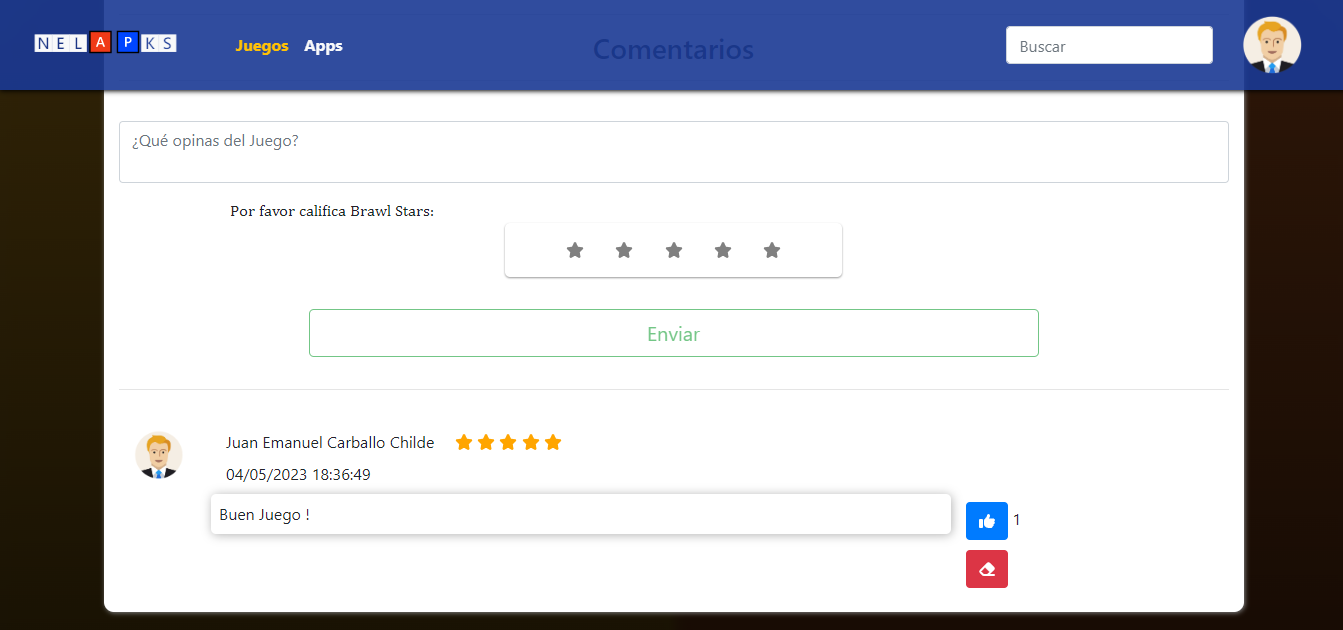 NELAPKS
Juegos Apps
Comentarios
Buscar
¿Qué opinas del Juego?
Por favor califica Brawl Stars:
Enviar
Juan Emanuel Carballo Childe
04/05/2023 18:36:49
Buen Juego !
1